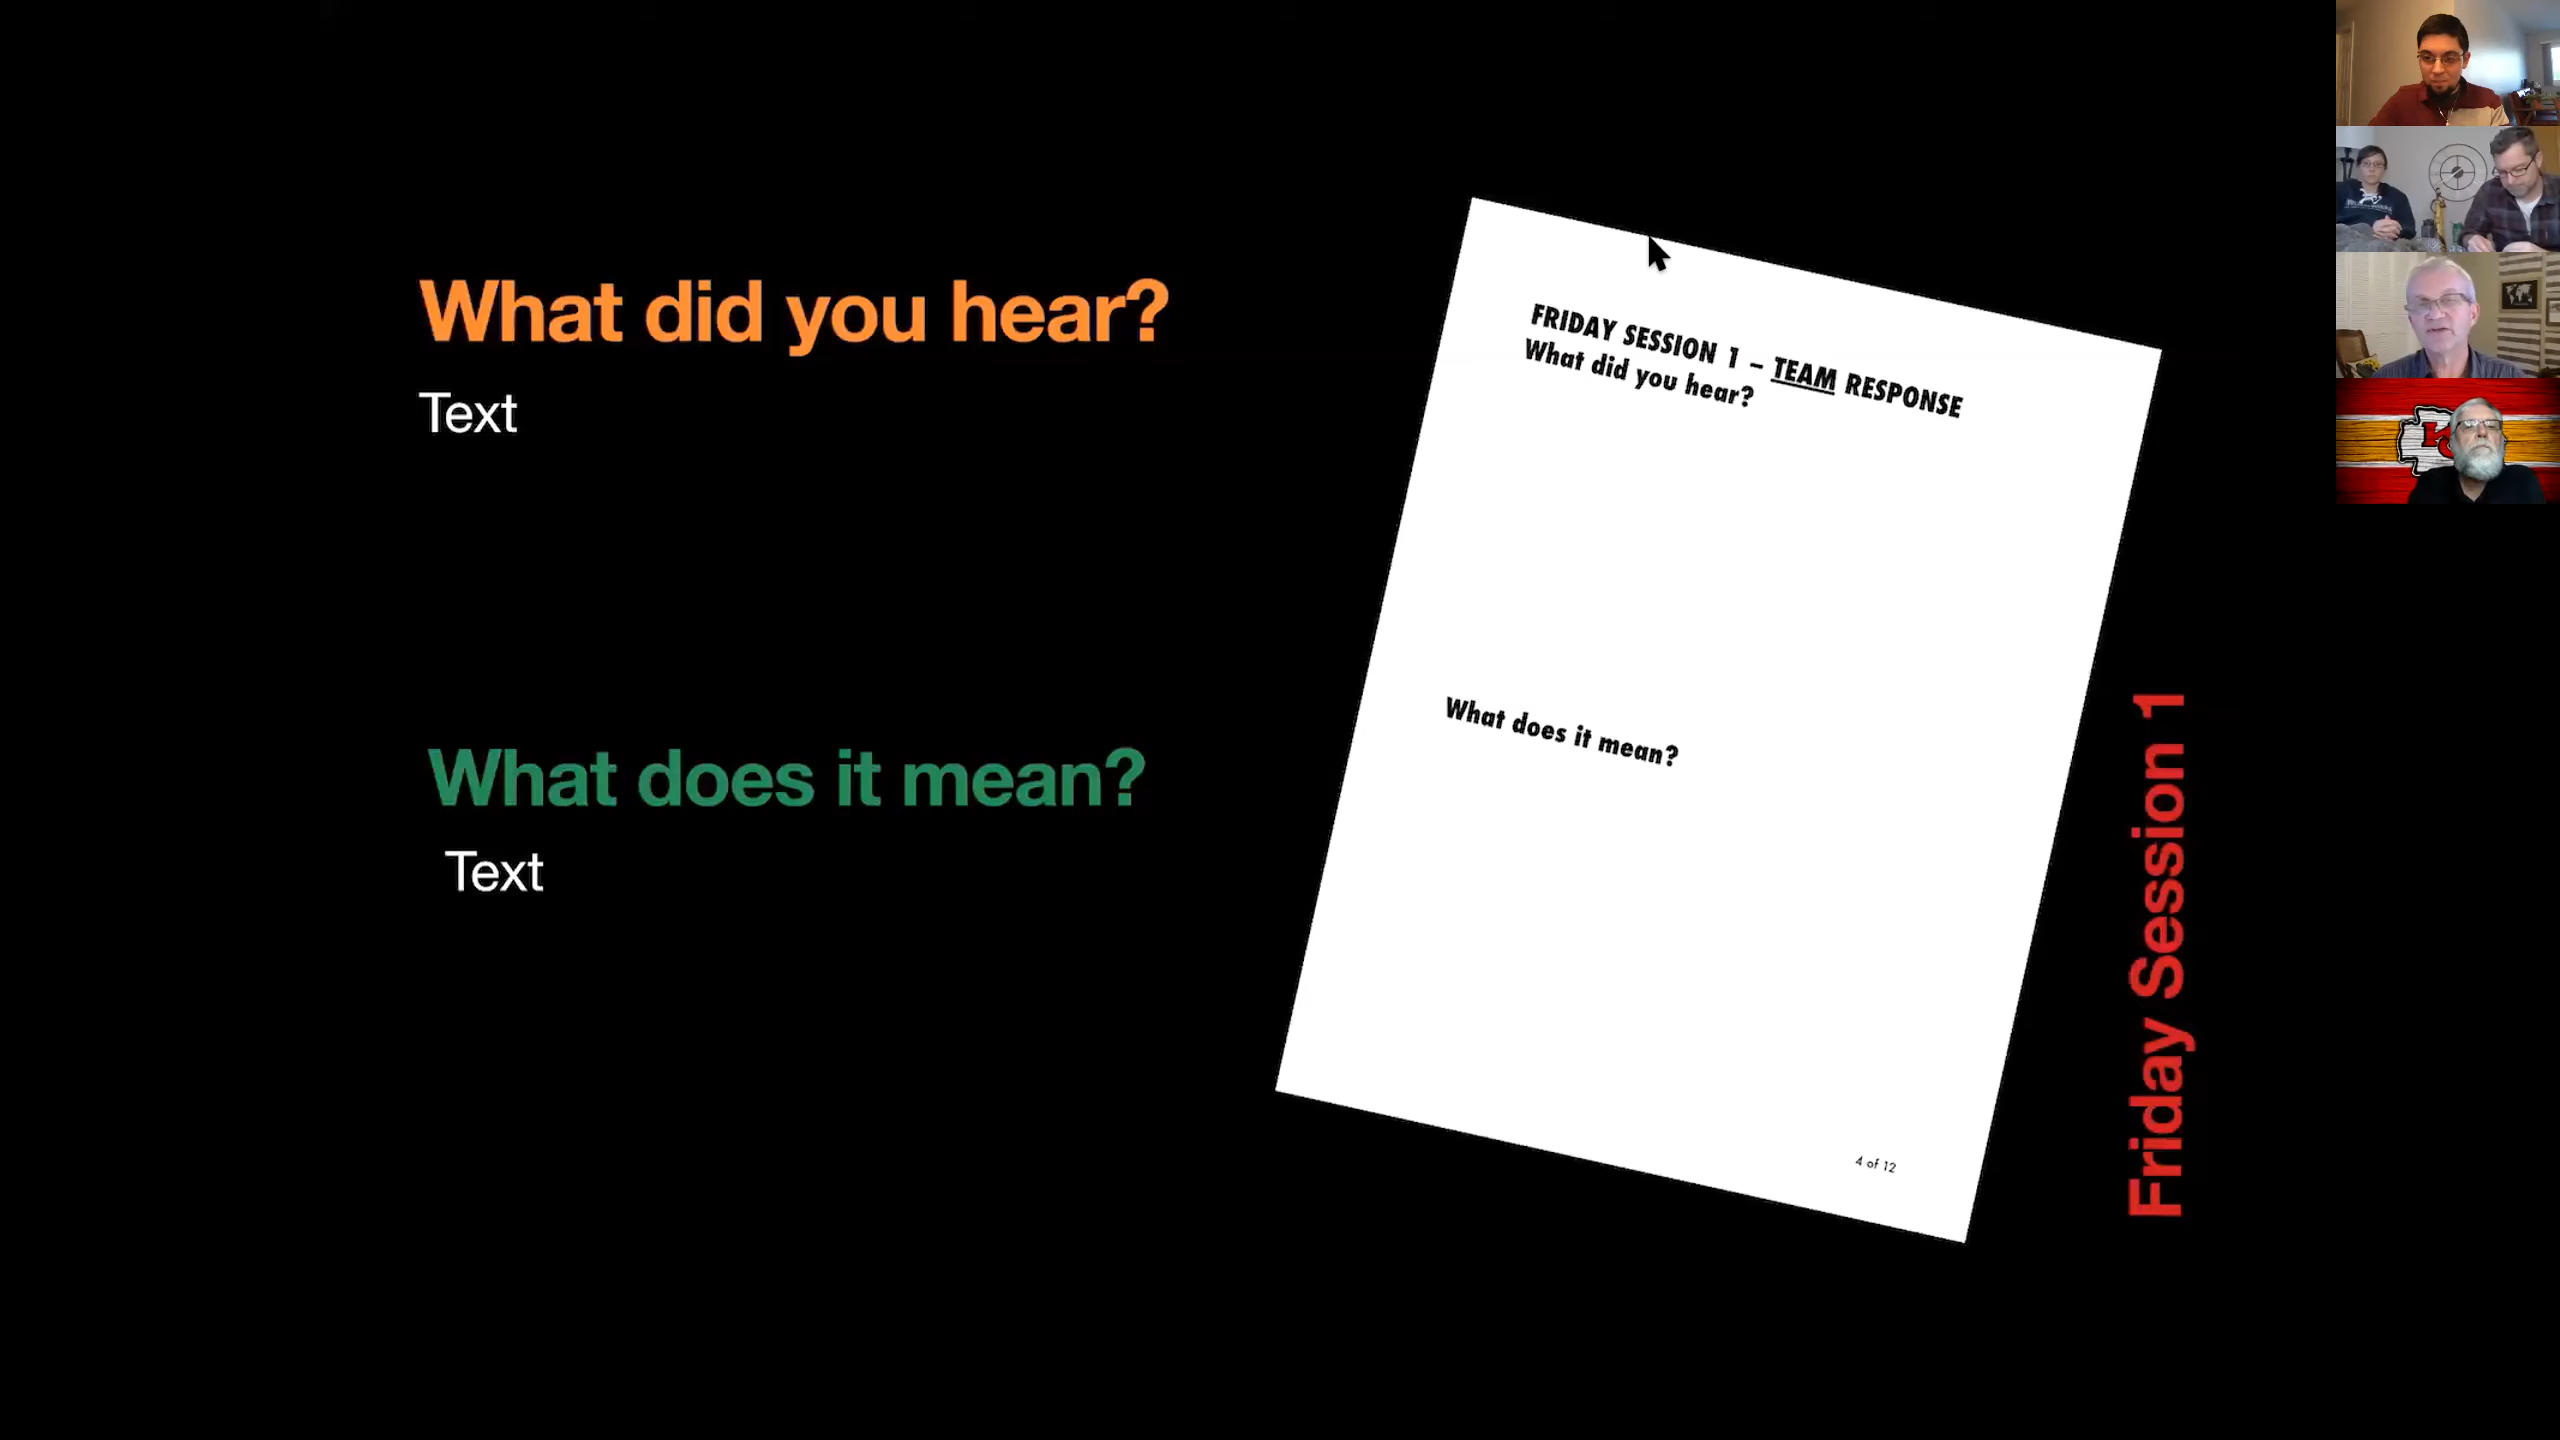 What did you hear?
Text
What does it mean?
Text
FRIDAY SESSION 1 – TEAM RESPONSE
What did you hear?
What does it mean?
4 of 12
Friday Session 1